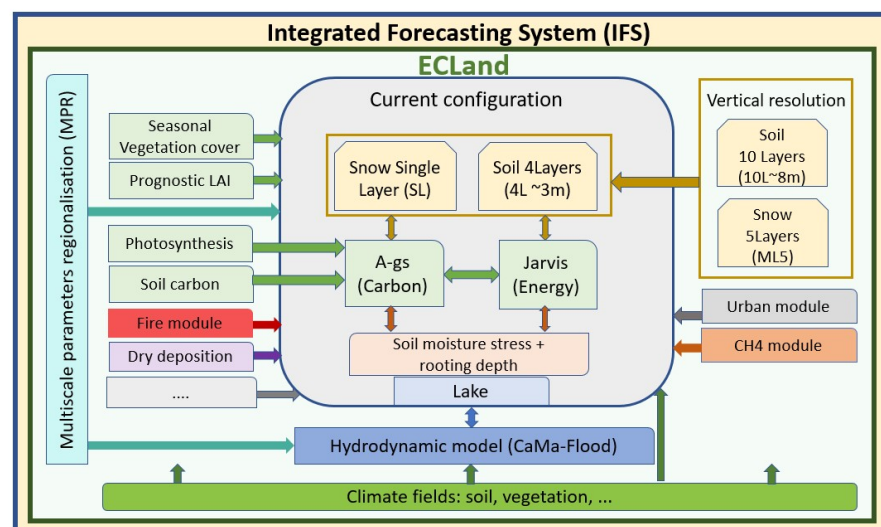 Integrated Forecasting System (IFS)
ECLand
Current configuration
Multiscale parameters regionalisation (MPR)
Seasonal
Vegetation cover
Prognostic LAI
Photosynthesis
Soil carbon
Fire module
Dry deposition
....
Snow Single
Layer (SL)
Soil 4Layers
(4L ~3m)
A-gs
(Carbon)
Jarvis
(Energy)
Soil moisture stress +
rooting depth
Lake
Hydrodynamic model (CaMa-Flood)
Vertical resolution
Soil
10 Layers
(10L~8m)
Snow
5Layers
(ML5)
Urban module
CH4 module
Climate fields: soil, vegetation, ...